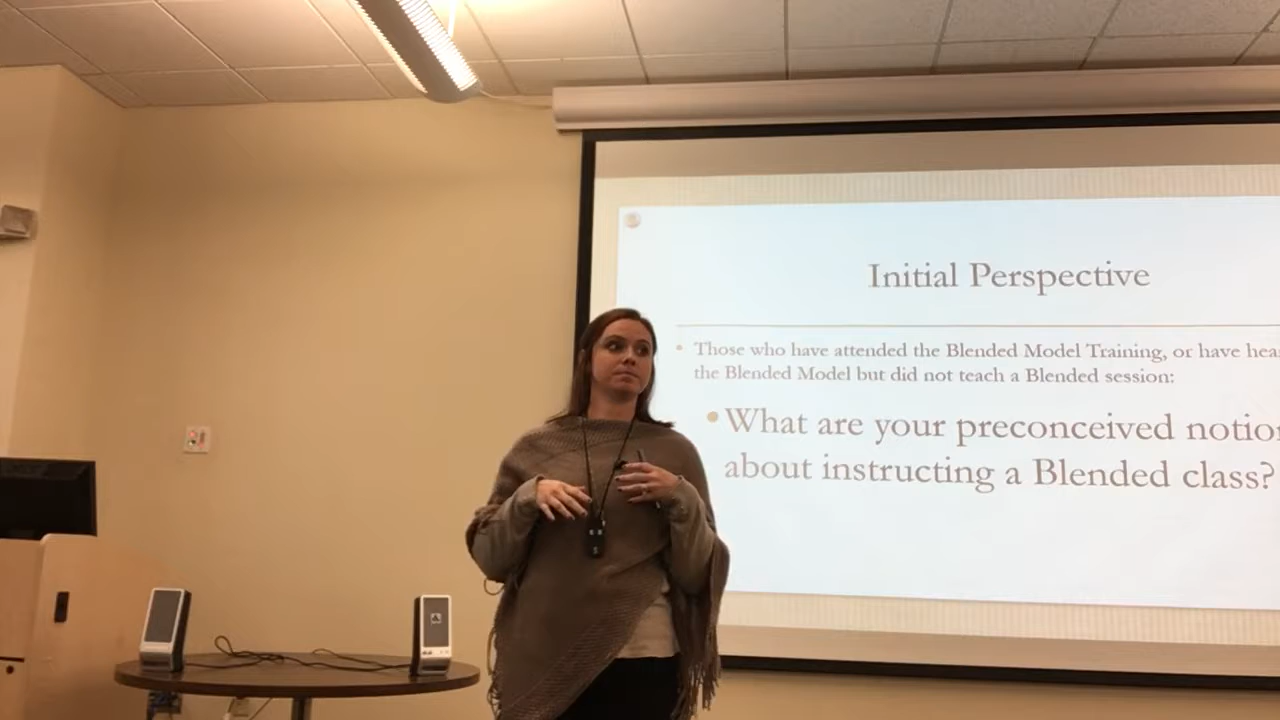 Initial Perspective
Those who have attended the Blended Model Training, or have hea
the Blended Model but did not teach a Blended session:
What are your preconceived notio
about instructing a Blended class?